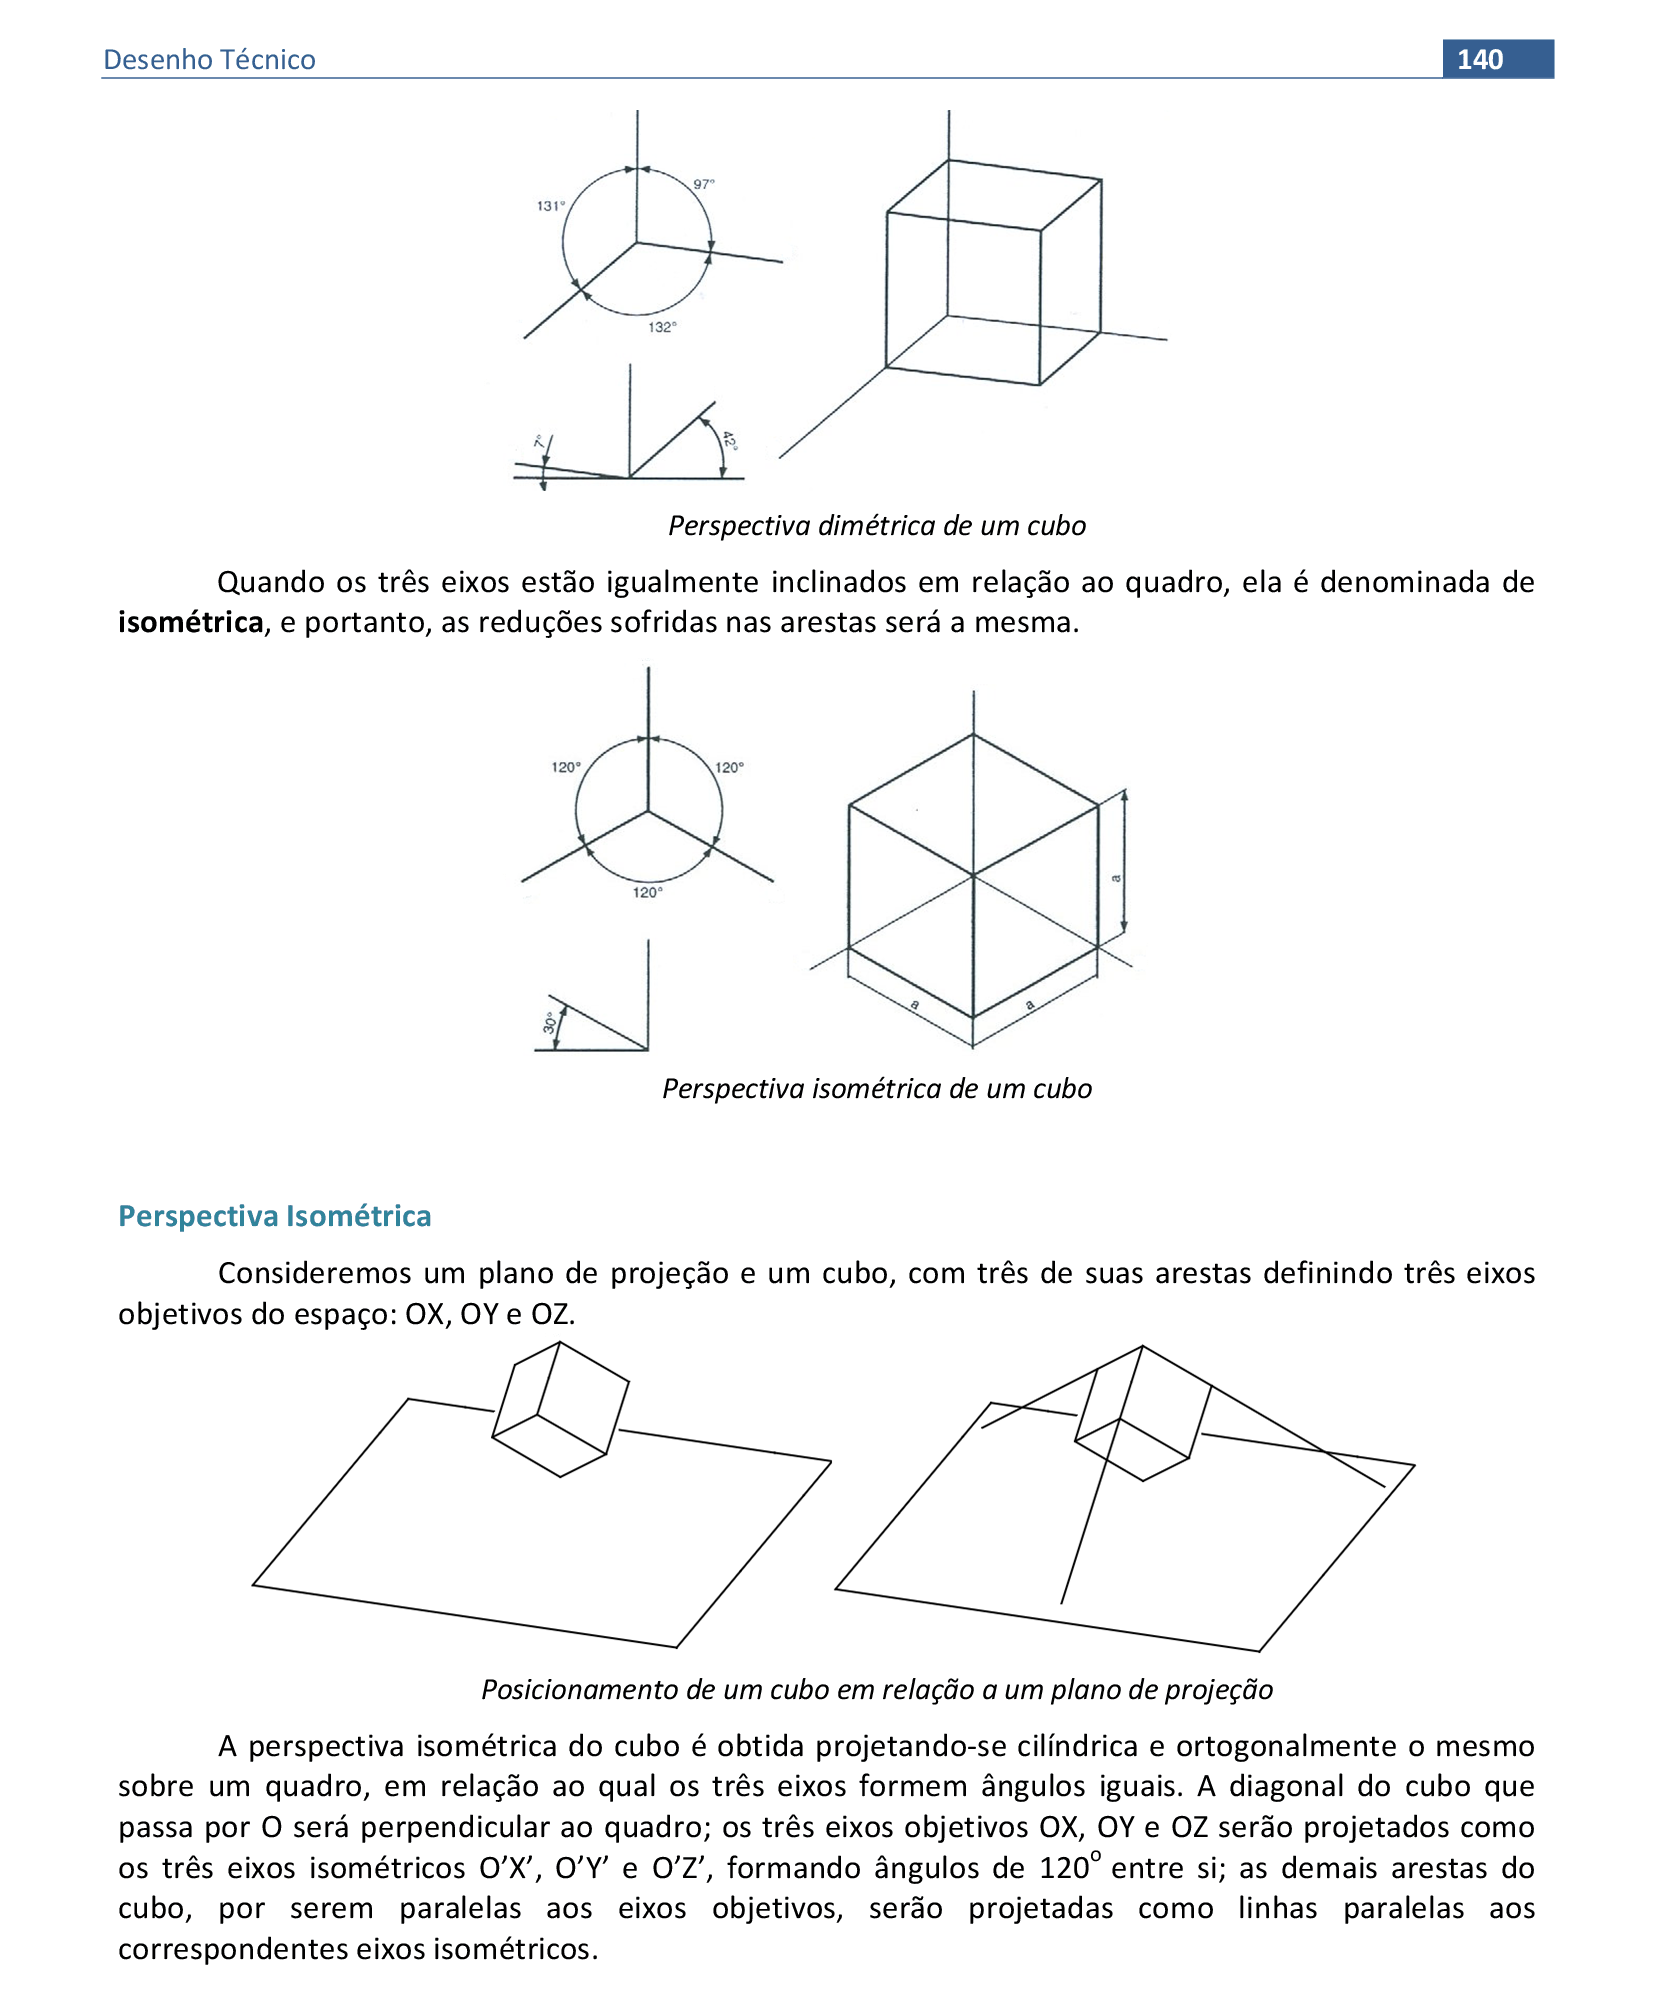 Desenho Técnico 140
131°
97°
132°
7°
42°
Perspectiva dimétrica de um cubo
Quando os três eixos estão igualmente inclinados em relação ao quadro, ela é denominada de
isométrica, e portanto, as reduções sofridas nas arestas será a mesma.
120°
120°
120°
a
30°
a
a
Perspectiva isométrica de um cubo
Perspectiva Isométrica
Consideremos um plano de projeção e um cubo, com três de suas arestas definindo três eixos
objetivos do espaço: OX, OY e OZ.
Posicionamento de um cubo em relação a um plano de projeção
A perspectiva isométrica do cubo é obtida projetando-se cilíndrica e ortogonalmente o mesmo
sobre um quadro, em relação ao qual os três eixos formem ângulos iguais. A diagonal do cubo que
passa por O será perpendicular ao quadro; os três eixos objetivos OX, OY e OZ serão projetados como
os três eixos isométricos O’X’, O’Y’ e O’Z’, formando ângulos de 120º entre si; as demais arestas do
cubo, por serem paralelas aos eixos objetivos, serão projetadas como linhas paralelas aos
correspondentes eixos isométricos.